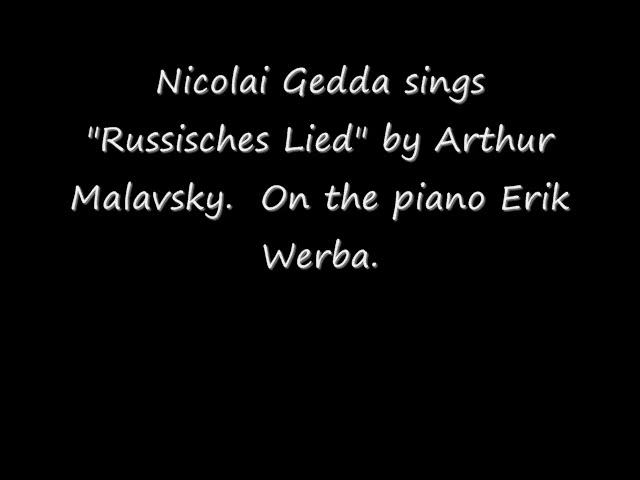 Nicolai Gedda sings
"Russisches Lied" by Arthur
Malavsky.  On the piano Erik
Werba.